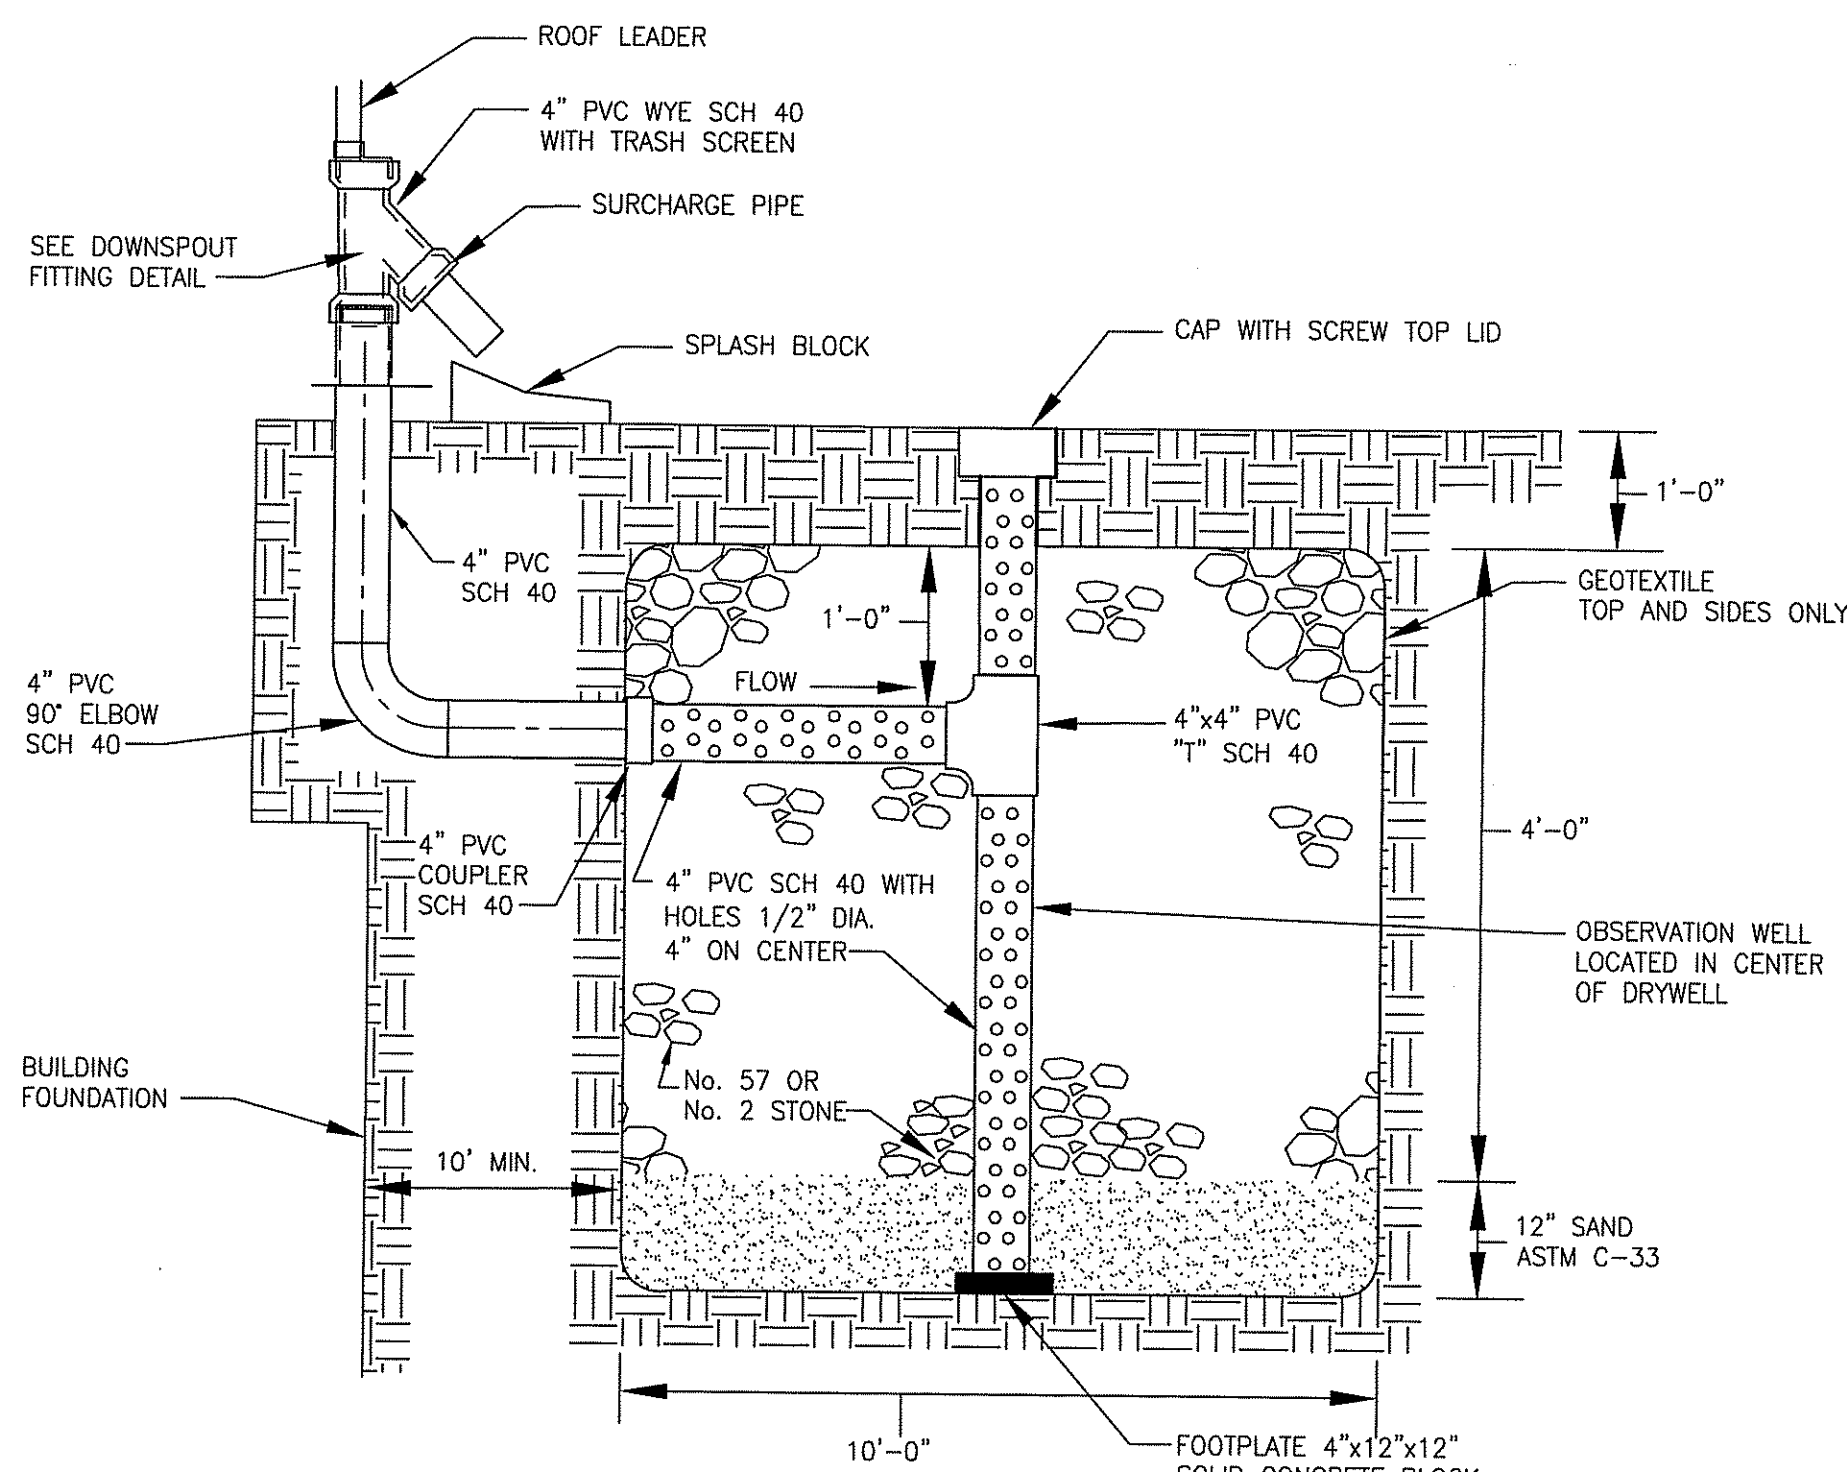 ROOF LEADER
4" PVC WYE SCH 40
WITH TRASH SCREEN
SURCHARGE PIPE
SEE DOWNSPOUT
FITTING DETAIL
SPLASH BLOCK
CAP WITH SCREW TOP LID
1'-0"
4" PVC
SCH 40
GEOTEXTILE
TOP AND SIDES ONLY
1'-0"
FLOW
4" PVC
90° ELBOW
SCH 40
4"x4" PVC
"T" SCH 40
4'-0"
4" PVC
COUPLER
SCH 40
4" PVC SCH 40 WITH
HOLES 1/2" DIA.
4" ON CENTER
OBSERVATION WELL
LOCATED IN CENTER
OF DRYWELL
BUILDING
FOUNDATION
No. 57 OR
No. 2 STONE
10' MIN.
12" SAND
ASTM C-33
10'-0"
FOOTPLATE 4"x12"x12"
SOLID CONCRETE BLOCK